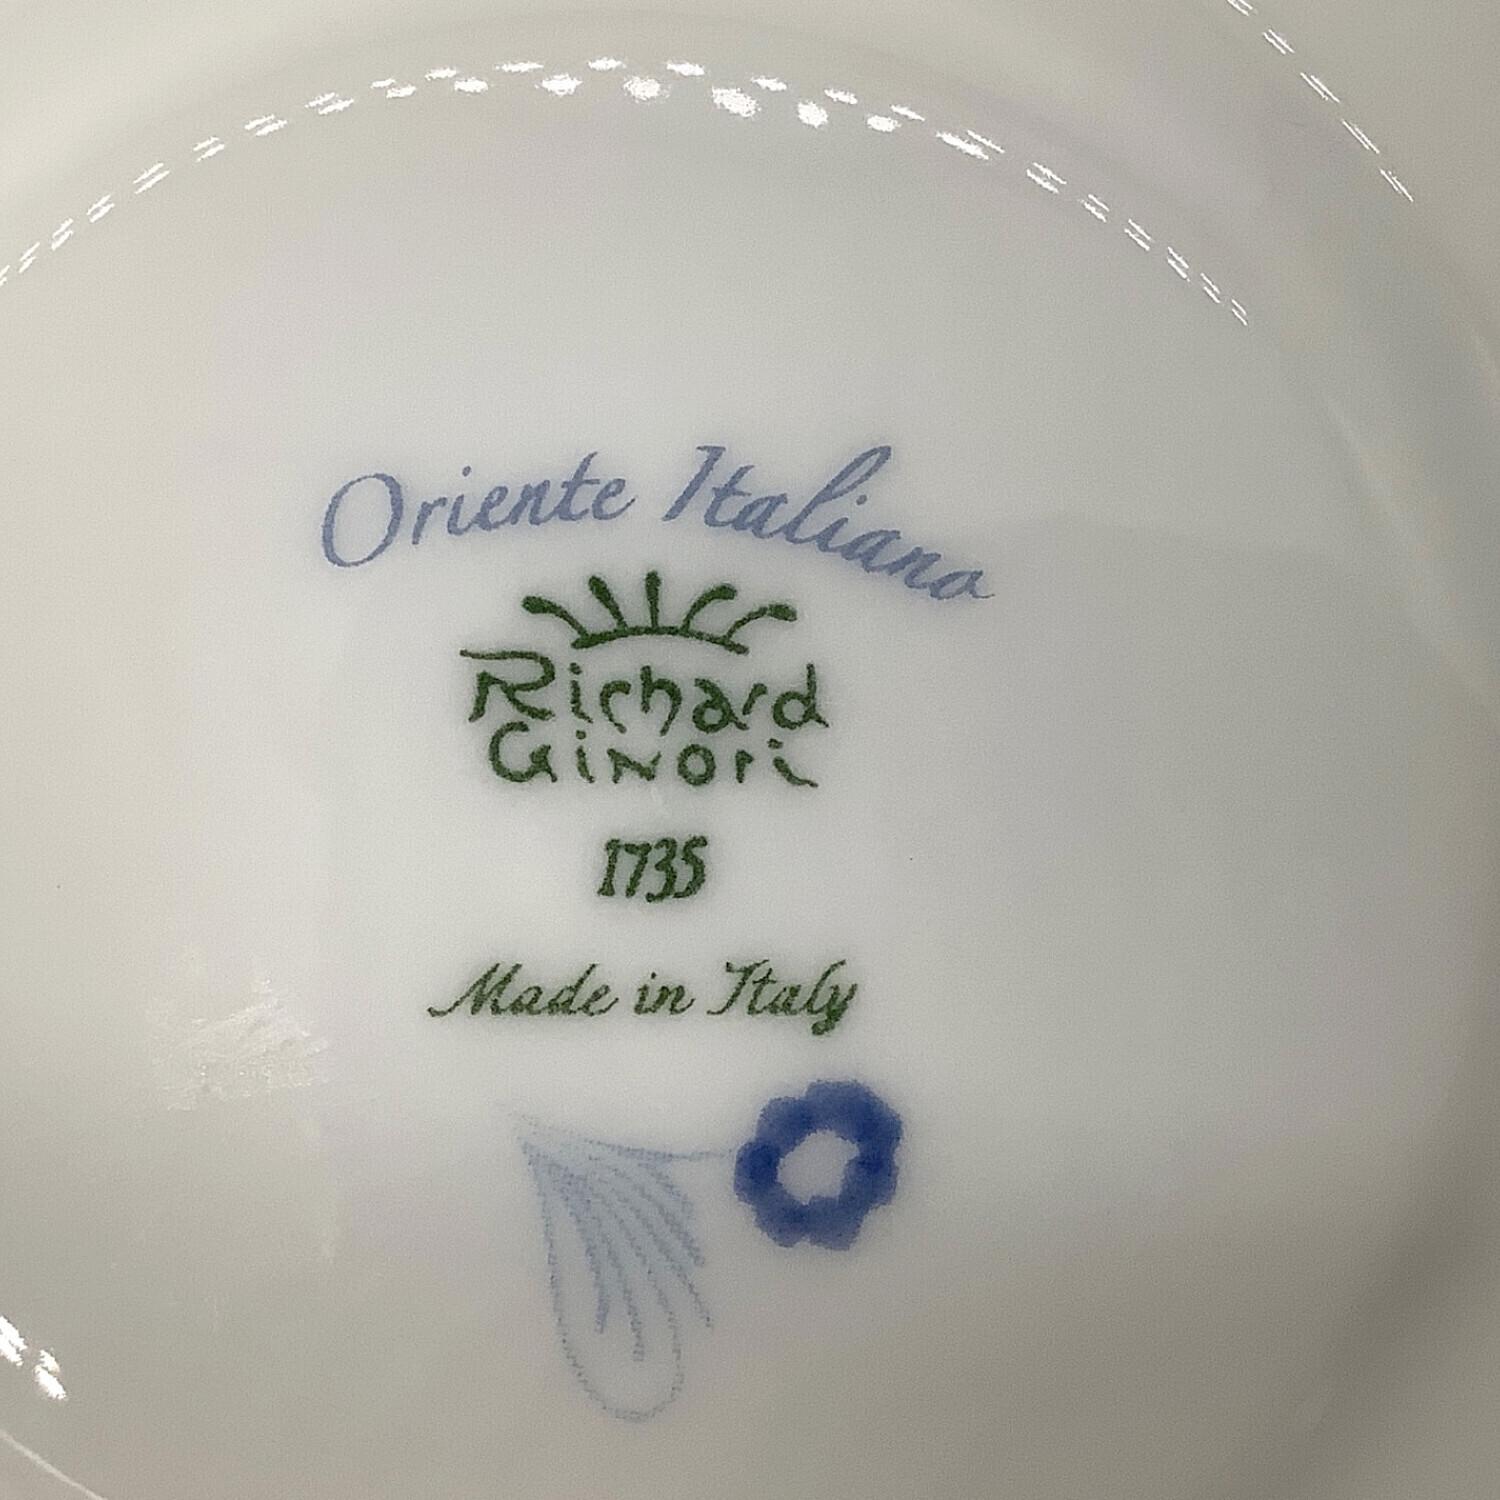 Oriente Italiano
Richard
Ginori
1735
Made in Italy